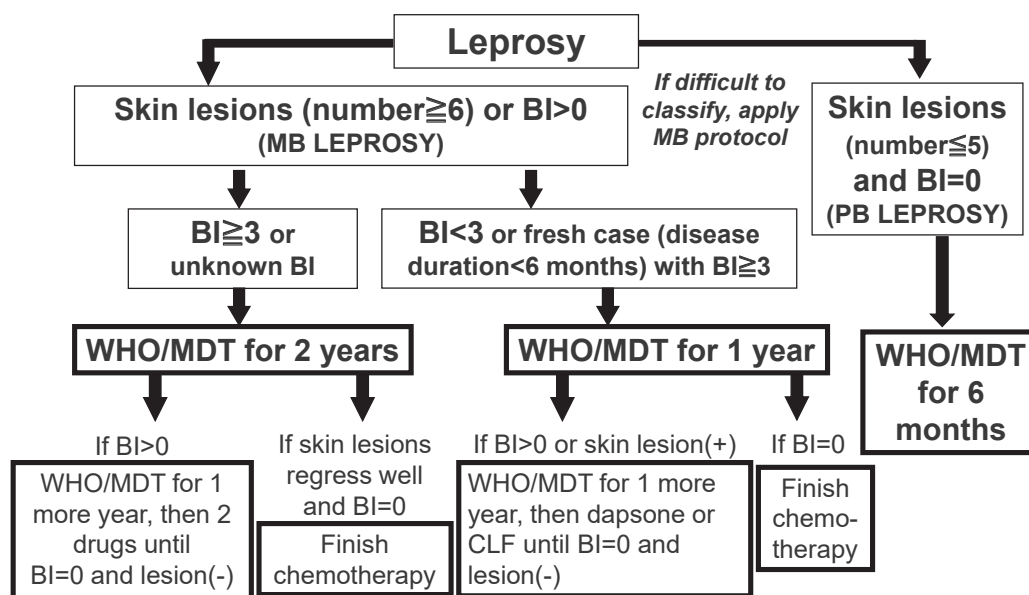 Leprosy
If difficult to
classify, apply
MB protocol
Skin lesions (number≧6) or BI>0
(MB LEPROSY)
Skin lesions
(number≦5)
and BI=0
(PB LEPROSY)
BI≧3 or
unknown BI
BI<3 or fresh case (disease
duration<6 months) with BI≧3
WHO/MDT for 2 years
WHO/MDT for 1 year
WHO/MDT
for 6
months
If BI>0
WHO/MDT for 1
more year, then 2
drugs until
BI=0 and lesion(-)
If skin lesions
regress well
and BI=0
Finish
chemotherapy
If BI>0 or skin lesion(+)
WHO/MDT for 1 more
year, then dapsone or
CLF until BI=0 and
lesion(-)
If BI=0
Finish
chemo-
therapy